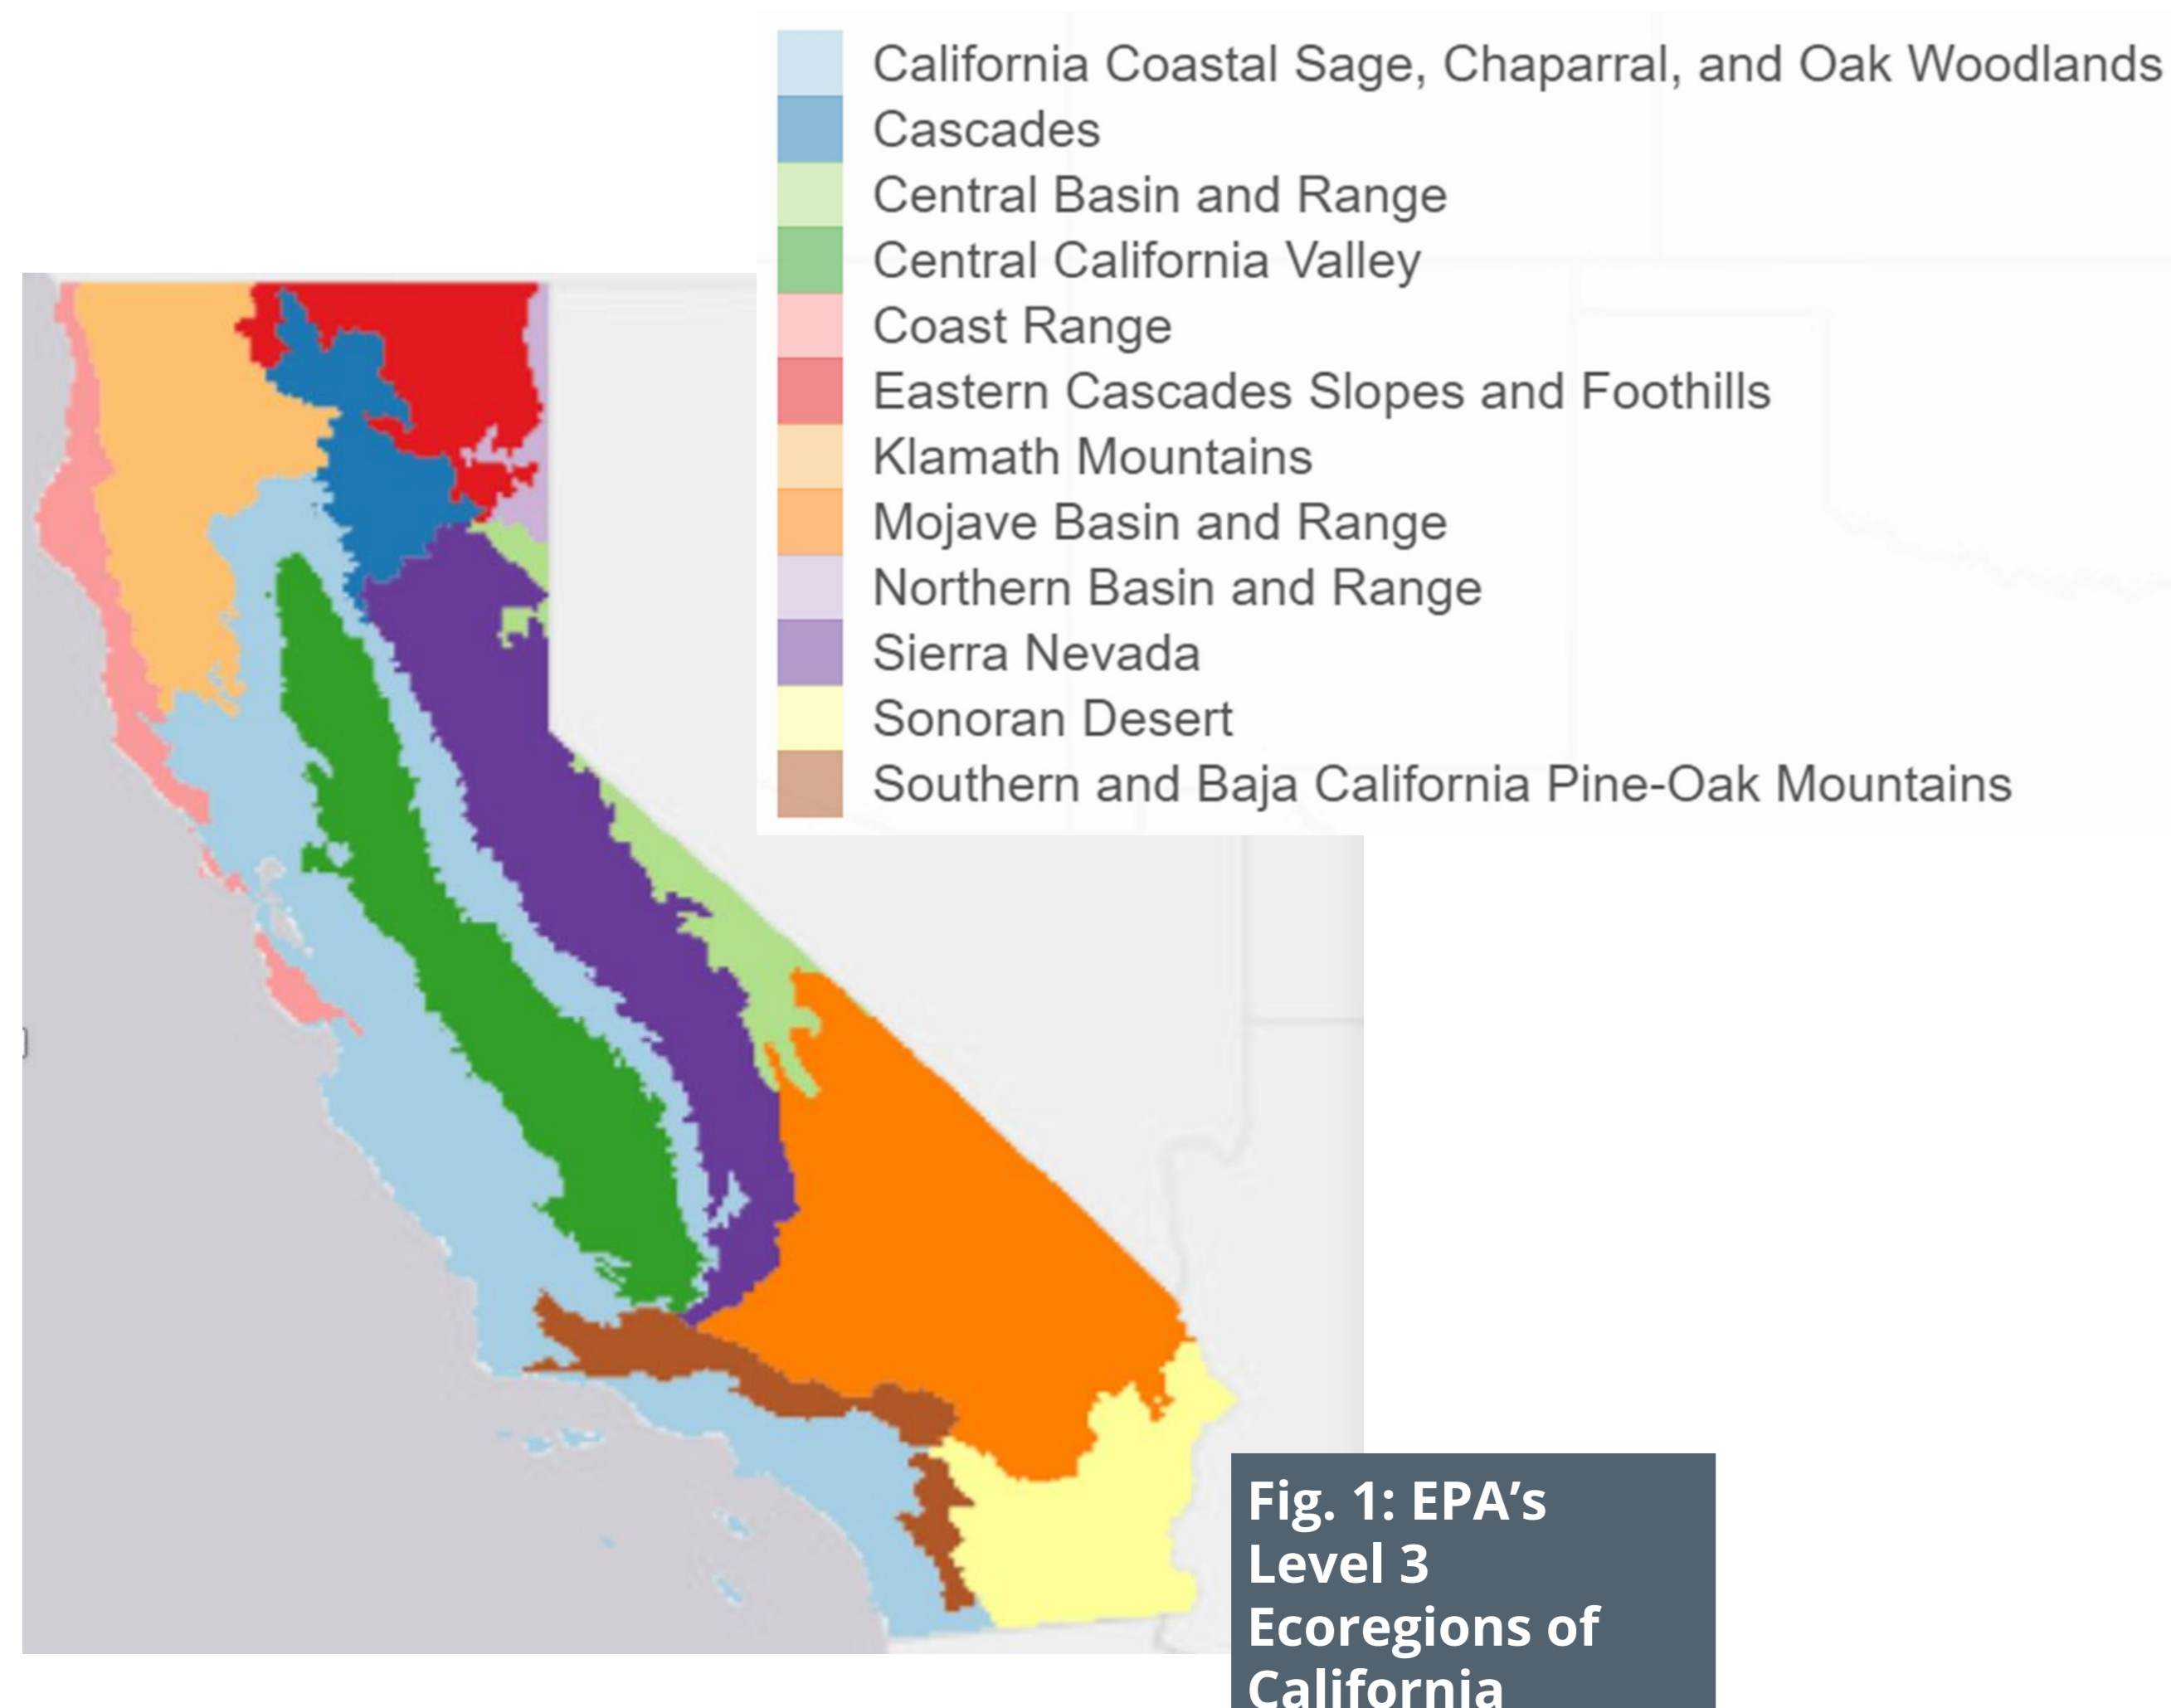 California Coastal Sage, Chaparral, and Oak Woodlands
Cascades
Central Basin and Range
Central California Valley
Coast Range
Eastern Cascades Slopes and Foothills
Klamath Mountains
Mojave Basin and Range
Northern Basin and Range
Sierra Nevada
Sonoran Desert
Southern and Baja California Pine-Oak Mountains
Fig. 1: EPA’s
Level 3
Ecoregions of
California